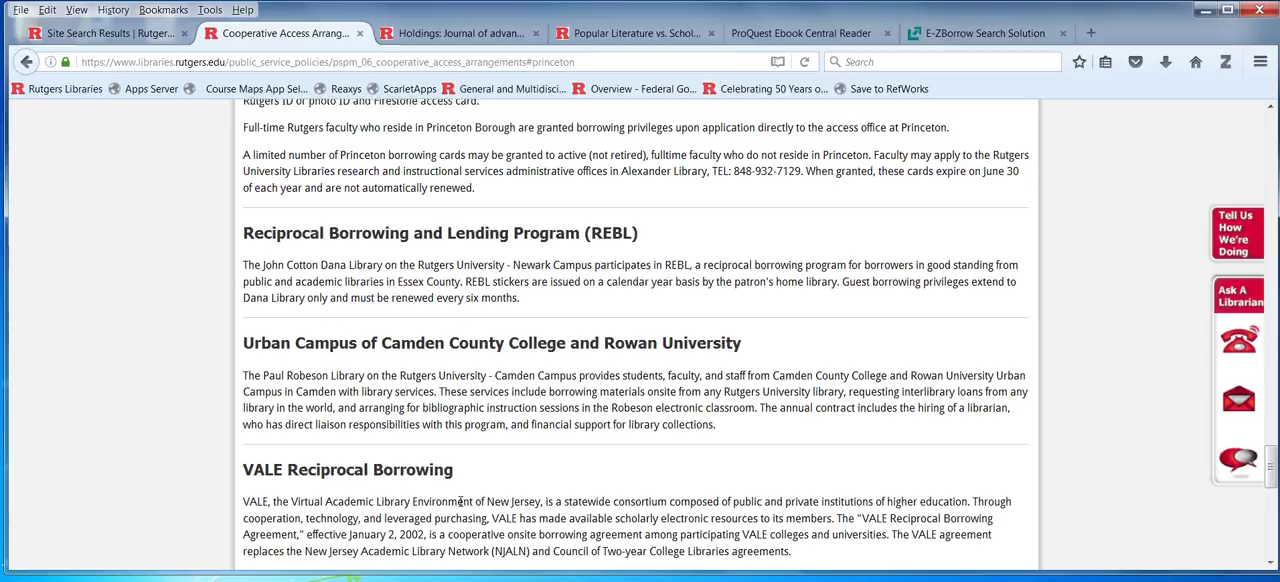 File Edit View History Bookmarks Tools Help
Site Search Results | Rutger... Cooperative Access Arrang... Holdings: Journal of advan... Popular Literature vs. Schol... ProQuest Ebook Central Reader E-ZBorrow Search Solution
https://www.libraries.rutgers.edu/public_service_policies/pspm_06_cooperative_access_arrangements#princeton Search
Rutgers Libraries Apps Server Course Maps App Sel... Reaxys ScarletApps General and Multidisci... Overview - Federal Go... Celebrating 50 Years o... Save to RefWorks
Rutgers ID or photo ID and Firestone access card.
Full-time Rutgers faculty who reside in Princeton Borough are granted borrowing privileges upon application directly to the access office at Princeton.
A limited number of Princeton borrowing cards may be granted to active (not retired), fulltime faculty who do not reside in Princeton. Faculty may apply to the Rutgers
University Libraries research and instructional services administrative offices in Alexander Library, TEL: 848-932-7129. When granted, these cards expire on June 30
of each year and are not automatically renewed.
Reciprocal Borrowing and Lending Program (REBL)
The John Cotton Dana Library on the Rutgers University - Newark Campus participates in REBL, a reciprocal borrowing program for borrowers in good standing from
public and academic libraries in Essex County. REBL stickers are issued on a calendar year basis by the patron's home library. Guest borrowing privileges extend to
Dana Library only and must be renewed every six months.
Urban Campus of Camden County College and Rowan University
The Paul Robeson Library on the Rutgers University - Camden Campus provides students, faculty, and staff from Camden County College and Rowan University Urban
Campus in Camden with library services. These services include borrowing materials onsite from any Rutgers University library, requesting interlibrary loans from any
library in the world, and arranging for bibliographic instruction sessions in the Robeson electronic classroom. The annual contract includes the hiring of a librarian,
who has direct liaison responsibilities with this program, and financial support for library collections.
VALE Reciprocal Borrowing
VALE, the Virtual Academic Library Environment of New Jersey, is a statewide consortium composed of public and private institutions of higher education. Through
cooperation, technology, and leveraged purchasing, VALE has made available scholarly electronic resources to its members. The "VALE Reciprocal Borrowing
Agreement," effective January 2, 2002, is a cooperative onsite borrowing agreement among participating VALE colleges and universities. The VALE agreement
replaces the New Jersey Academic Library Network (NJALN) and Council of Two-year College Libraries agreements.
Tell Us
How
We're
Doing
Ask A
Librarian